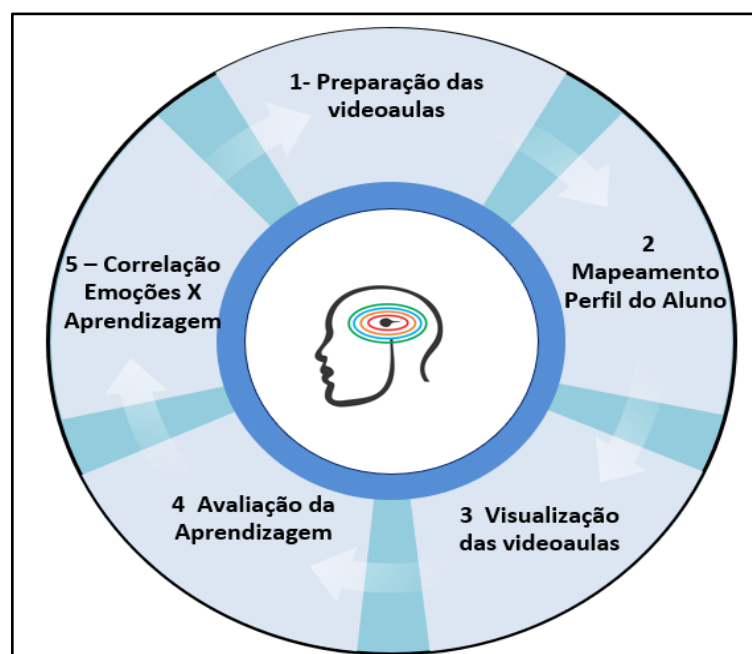 1- Preparação das
videoaulas
2
Mapeamento
Perfil do Aluno
3 Visualização
das videoaulas
4 Avaliação da
Aprendizagem
5 – Correlação
Emoções X
Aprendizagem